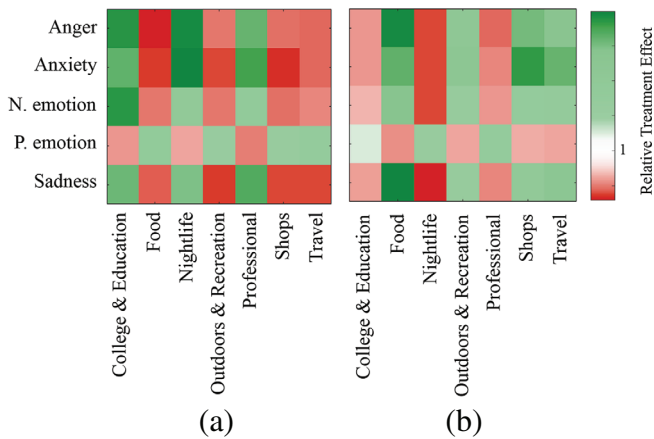 Anger
Anxiety
N. emotion
P. emotion
Sadness
College & Education
Food
Nightlife
Outdoors & Recreation
Professional
Shops
Travel
(a)
College & Education
Food
Nightlife
Outdoors & Recreation
Professional
Shops
Travel
(b)
1
Relative Treatment Effect